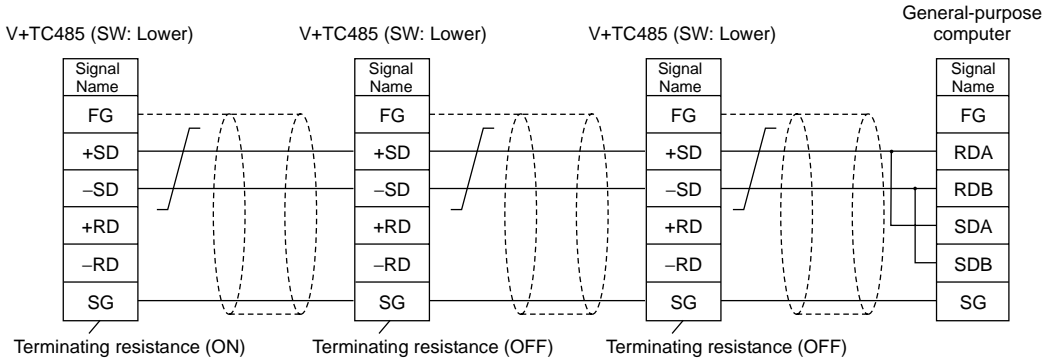 General-purpose
computer
V+TC485 (SW: Lower) V+TC485 (SW: Lower) V+TC485 (SW: Lower)
Signal Name Signal Name Signal Name Signal Name
FG FG FG FG
+SD +SD +SD RDA
–SD –SD –SD RDB
+RD +RD +RD SDA
–RD –RD –RD SDB
SG SG SG SG
Terminating resistance (ON) Terminating resistance (OFF) Terminating resistance (OFF)